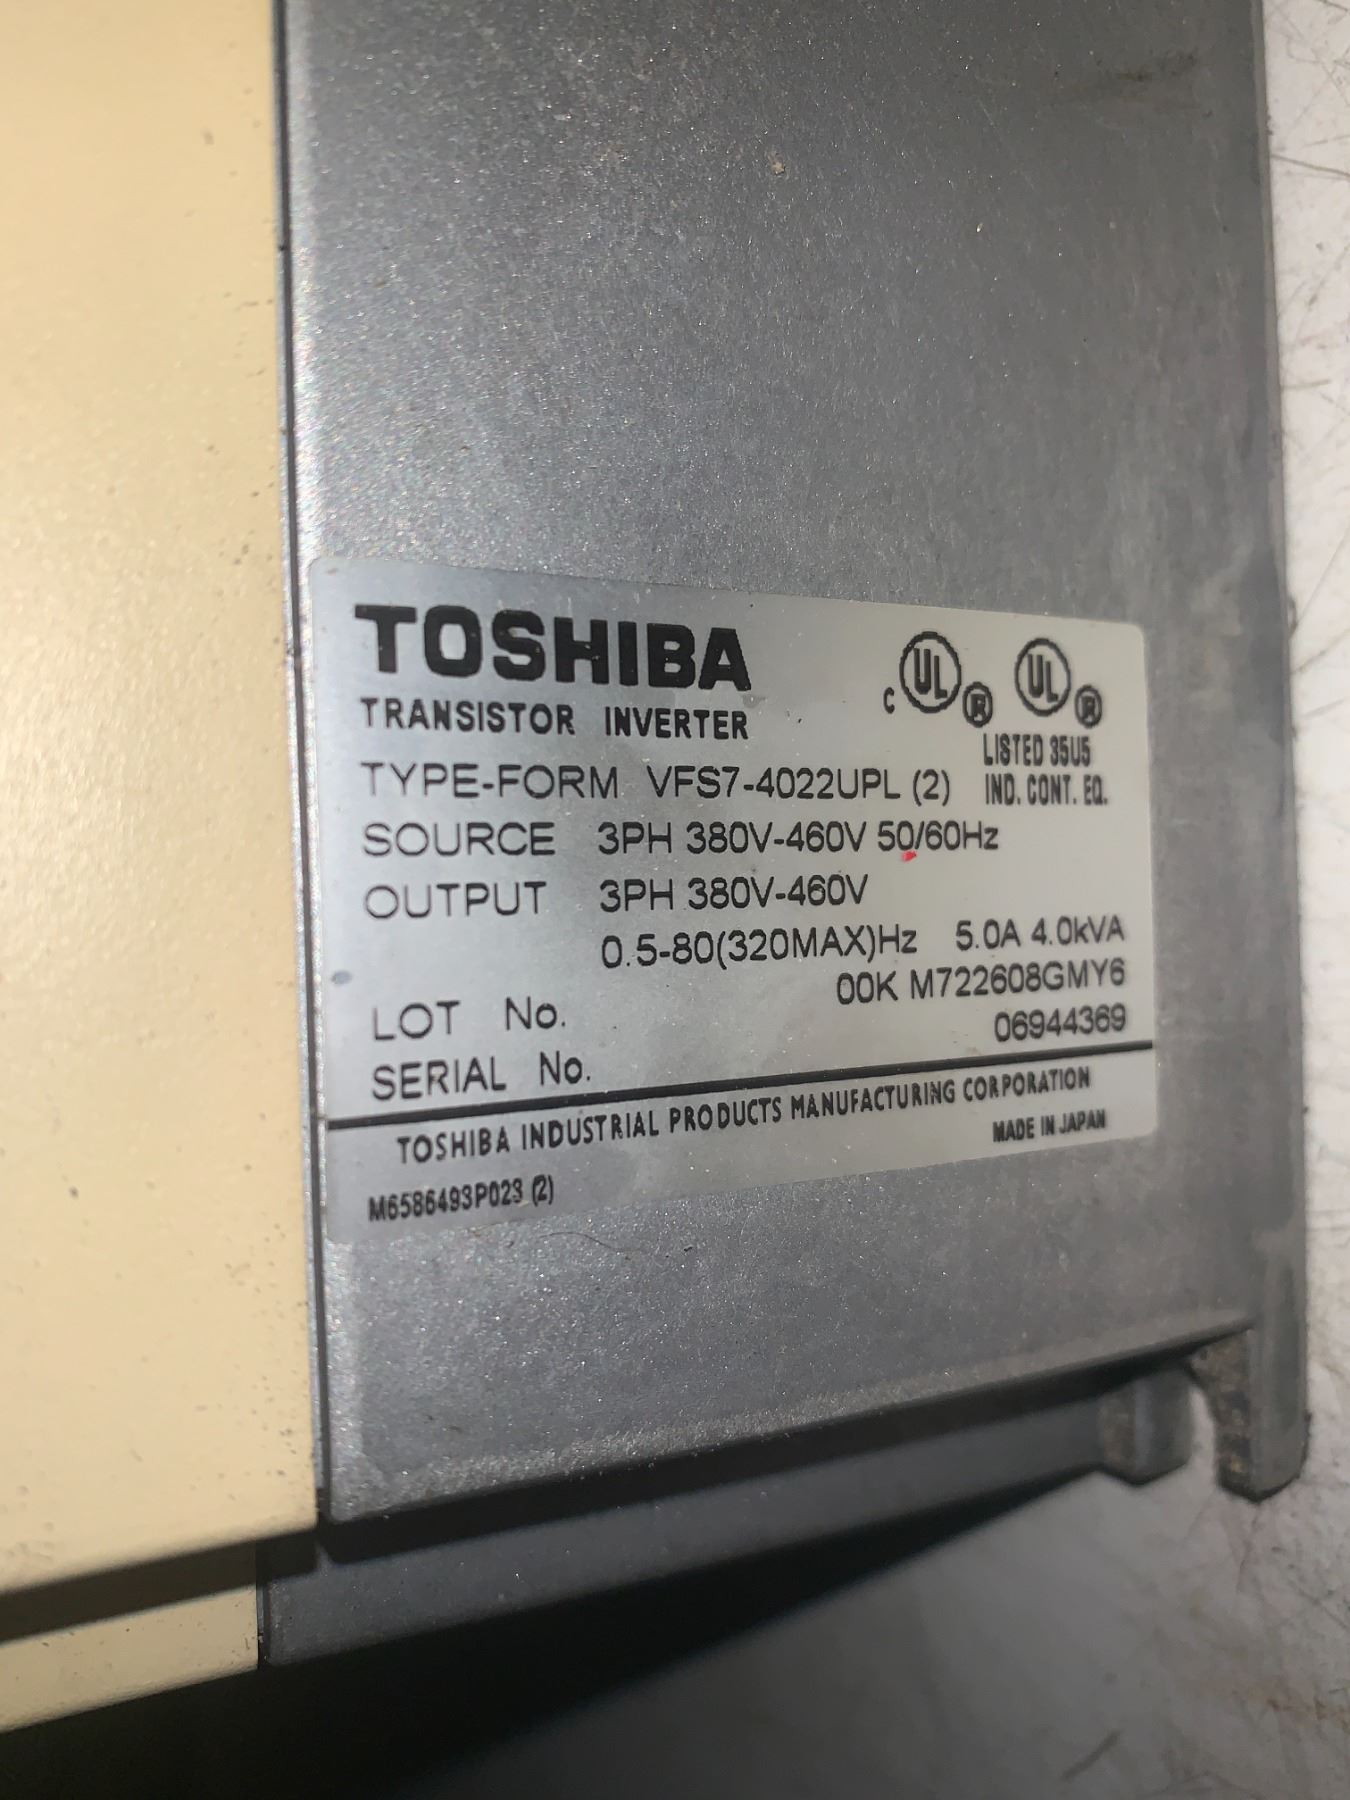 TOSHIBA
TRANSISTOR INVERTER
C UL ® UL ®
LISTED 35U5
IND. CONT. EQ.
TYPE-FORM VFS7-4022UPL (2)
SOURCE 3PH 380V-460V 50/60Hz
OUTPUT 3PH 380V-460V
0.5-80(320MAX)Hz 5.0A 4.0kVA
LOT No. 00K M722608GMY6
SERIAL No. 06944369
TOSHIBA INDUSTRIAL PRODUCTS MANUFACTURING CORPORATION
MADE IN JAPAN
M6586493P023 (2)